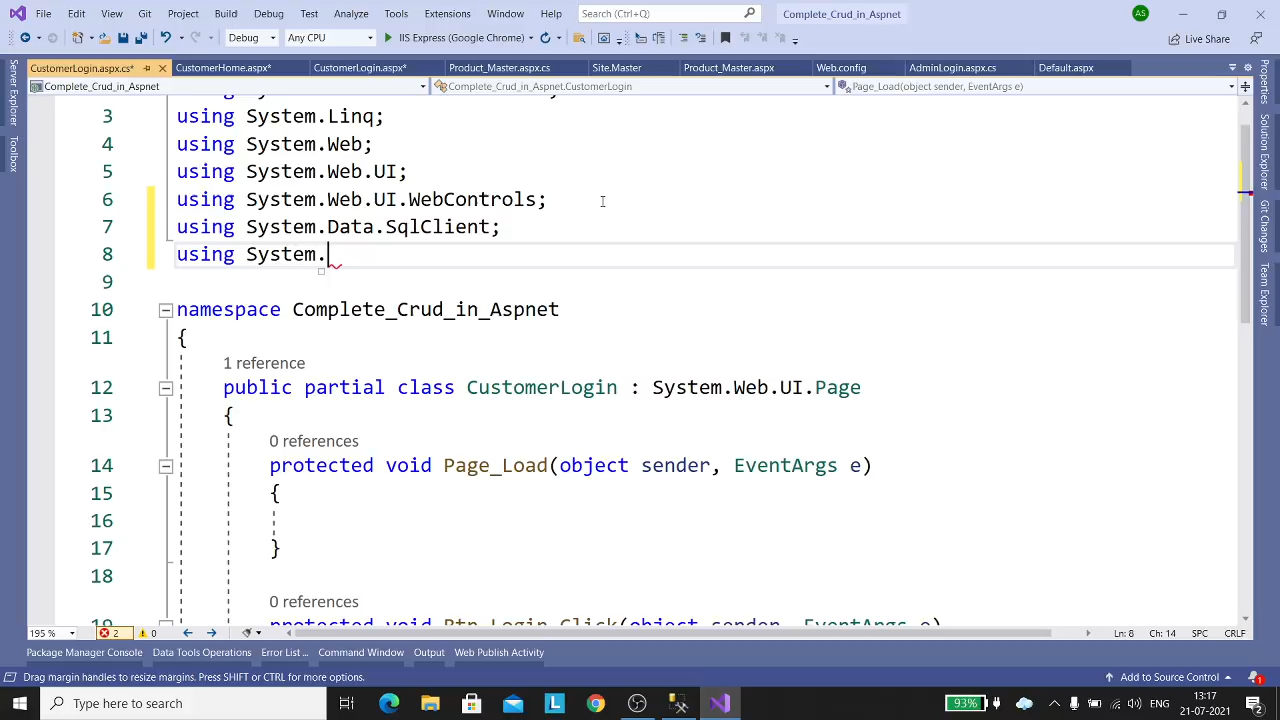 File Edit View Git Project Build Debug Test Analyze Tools Extensions Window Help Search (Ctrl+Q) Complete_Crud_in_Aspnet AS
Debug Any CPU IIS Express (Google Chrome) Live Share
CustomerLogin.aspx.cs* CustomerHome.aspx* CustomerLogin.aspx* Product_Master.aspx.cs Site.Master Product_Master.aspx Web.config AdminLogin.aspx.cs Default.aspx
Complete_Crud_in_Aspnet Complete_Crud_in_Aspnet.CustomerLogin Page_Load(object sender, EventArgs e)
Server Explorer
Toolbox
3 using System.Linq;
4 using System.Web;
5 using System.Web.UI;
6 using System.Web.UI.WebControls;
7 using System.Data.SqlClient;
8 using System.
9
10 namespace Complete_Crud_in_Aspnet
11 {
1 reference
12 public partial class CustomerLogin : System.Web.UI.Page
13 {
0 references
14 protected void Page_Load(object sender, EventArgs e)
15 {
16
17 }
18
0 references
19 protected void Btn_Login_Click(object sender, EventArgs e)
Properties
Solution Explorer
Git Changes
Team Explorer
195 % 2 0 Ln: 8 Ch: 14 SPC CRLF
Package Manager Console Data Tools Operations Error List ... Command Window Output Web Publish Activity
Drag margin handles to resize margins. Press SHIFT or CTRL for more options. Add to Source Control 1
Type here to search 93% ENG 13:17
21-07-2021